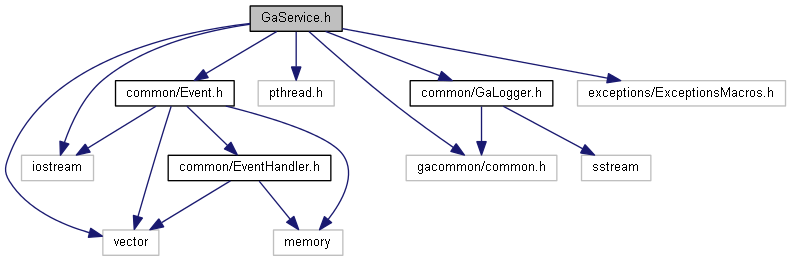 GaService.h
common/Event.h
pthread.h
common/GaLogger.h
exceptions/ExceptionsMacros.h
iostream
common/EventHandler.h
gacommon/common.h
sstream
vector
memory